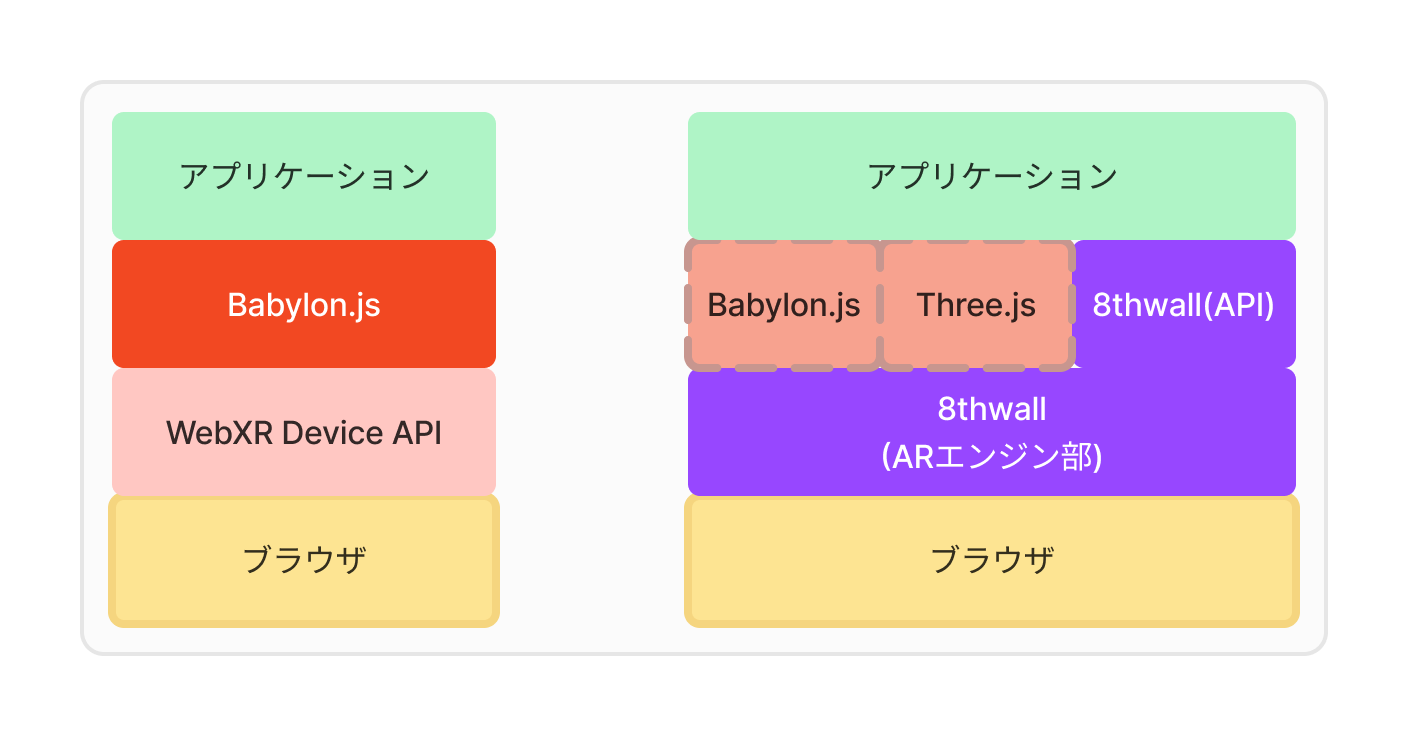 アプリケーション
Babylon.js
WebXR Device API
ブラウザ
アプリケーション
Babylon.js
Three.js
8thwall(API)
8thwall
(ARエンジン部)
ブラウザ